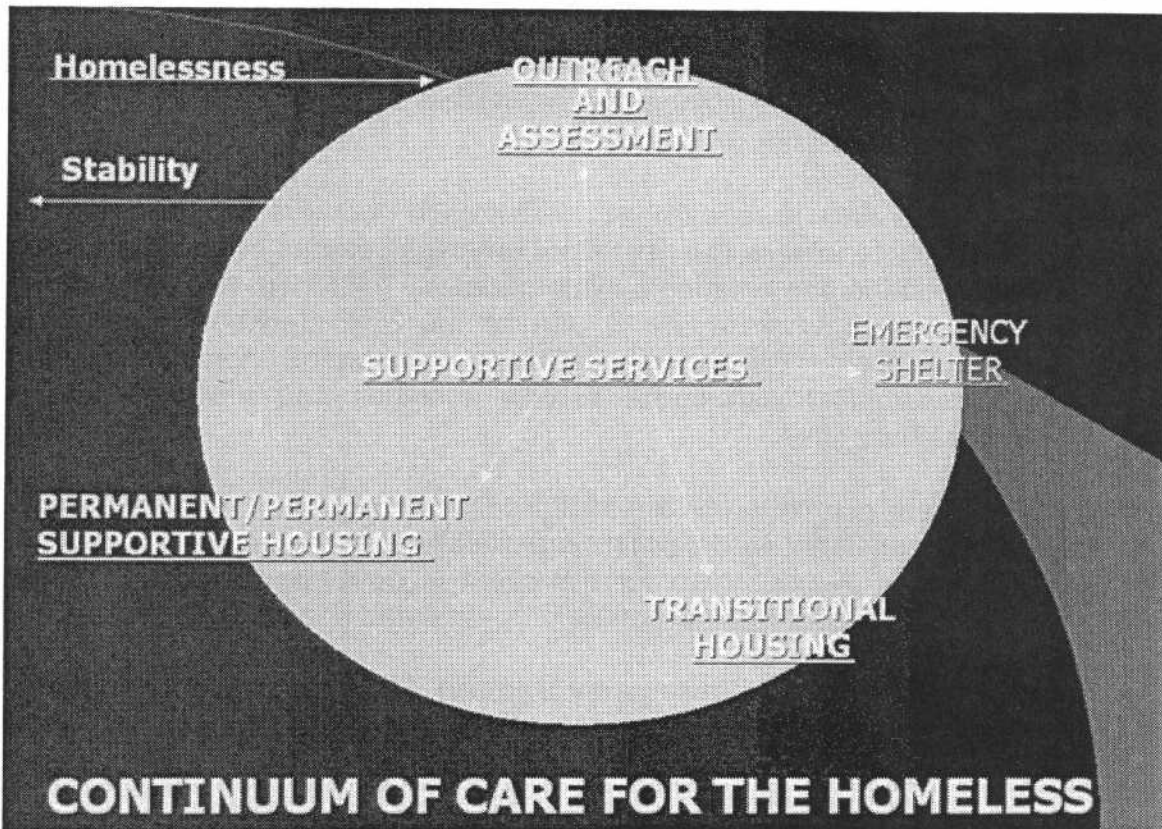 Homelessness
Stability
OUTREACH
AND
ASSESSMENT
SUPPORTIVE SERVICES
EMERGENCY
SHELTER
PERMANENT/PERMANENT
SUPPORTIVE HOUSING
TRANSITIONAL
HOUSING
CONTINUUM OF CARE FOR THE HOMELESS